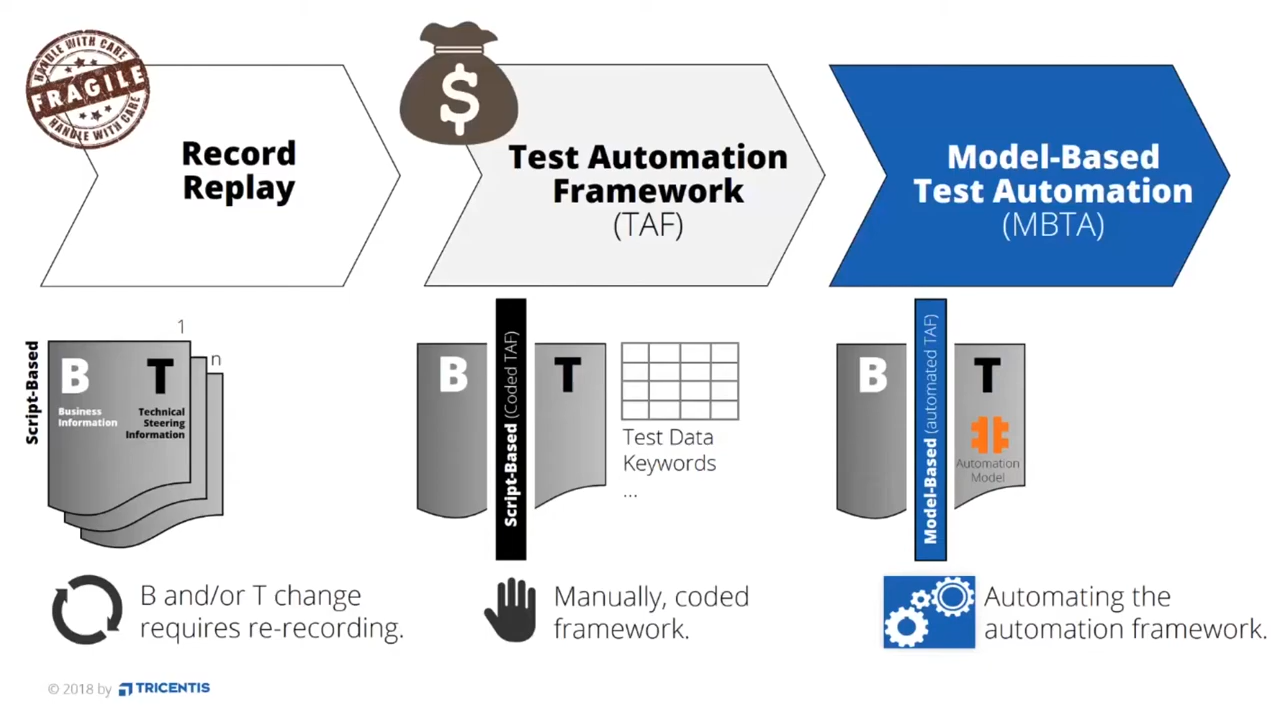 HANDLE WITH CARE
FRAGILE
HANDLE WITH CARE
Record
Replay
$
Test Automation
Framework
(TAF)
Model-Based
Test Automation
(MBTA)
Script-Based
1
n
B
Business
Information
T
Technical
Steering
Information
B
Script-Based (Coded TAF)
T
Test Data
Keywords
...
B
Model-Based (automated TAF)
T
Automation
Model
B and/or T change
requires re-recording.
Manually, coded
framework.
Automating the
automation framework.
© 2018 by TRICENTIS